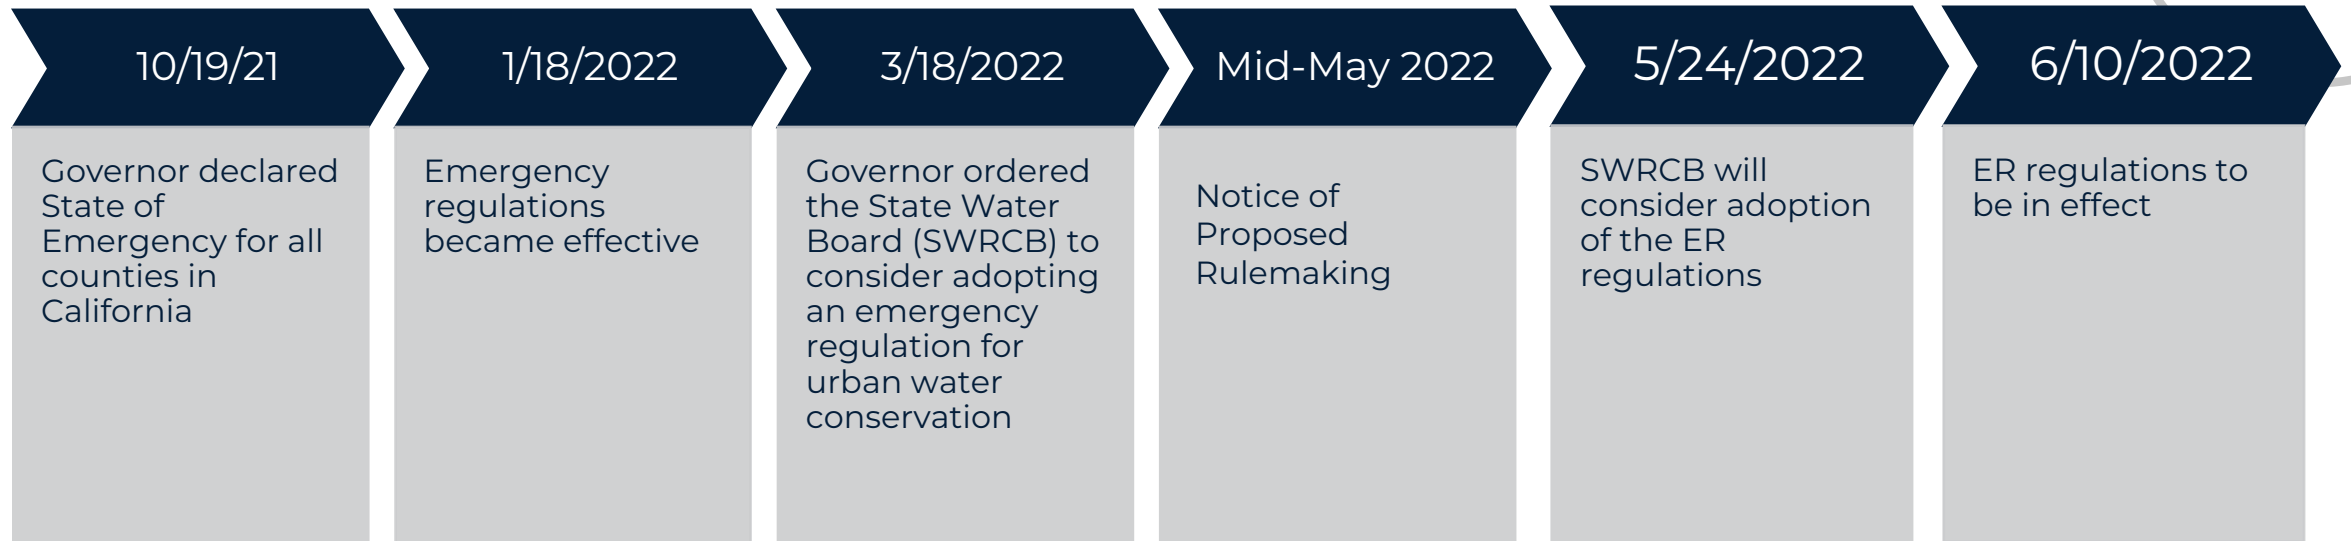 10/19/21
Governor declared
State of
Emergency for all
counties in
California
1/18/2022
Emergency
regulations
became effective
3/18/2022
Governor ordered
the State Water
Board (SWRCB) to
consider adopting
an emergency
regulation for
urban water
conservation
Mid-May 2022
Notice of
Proposed
Rulemaking
5/24/2022
SWRCB will
consider adoption
of the ER
regulations
6/10/2022
ER regulations to
be in effect